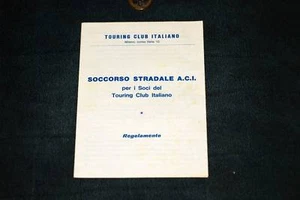 TOURING CLUB ITALIANO
SOCCORSO STRADALE A.C.I.
per i Soci del
Touring Club Italiano
Regolamento